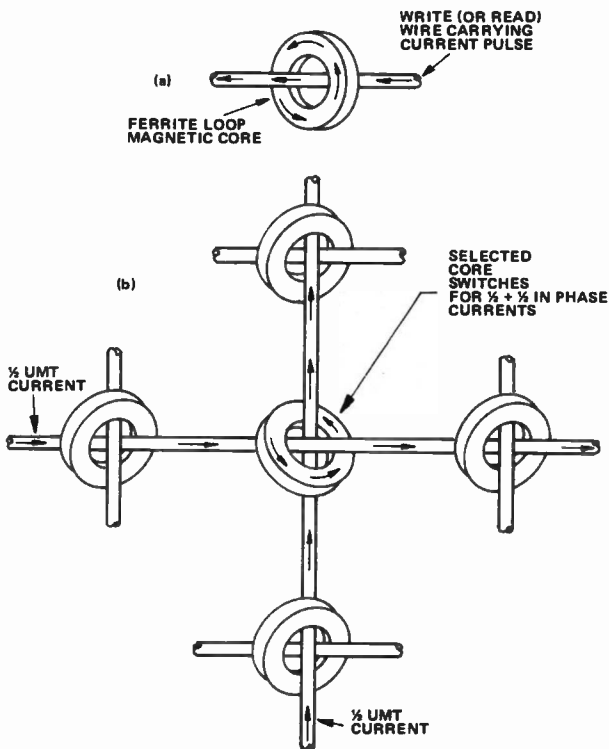 WRITE (OR READ)
WIRE CARRYING
CURRENT PULSE
(a)
FERRITE LOOP
MAGNETIC CORE
(b)
SELECTED
CORE
SWITCHES
FOR ½ + ½ IN PHASE
CURRENTS
½ UMT
CURRENT
½ UMT
CURRENT